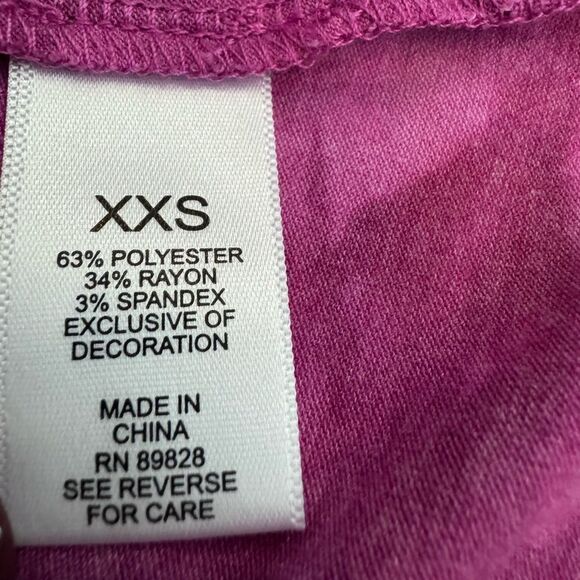 XXS
63% POLYESTER
34% RAYON
3% SPANDEX
EXCLUSIVE OF
DECORATION
MADE IN
CHINA
RN 89828
SEE REVERSE
FOR CARE